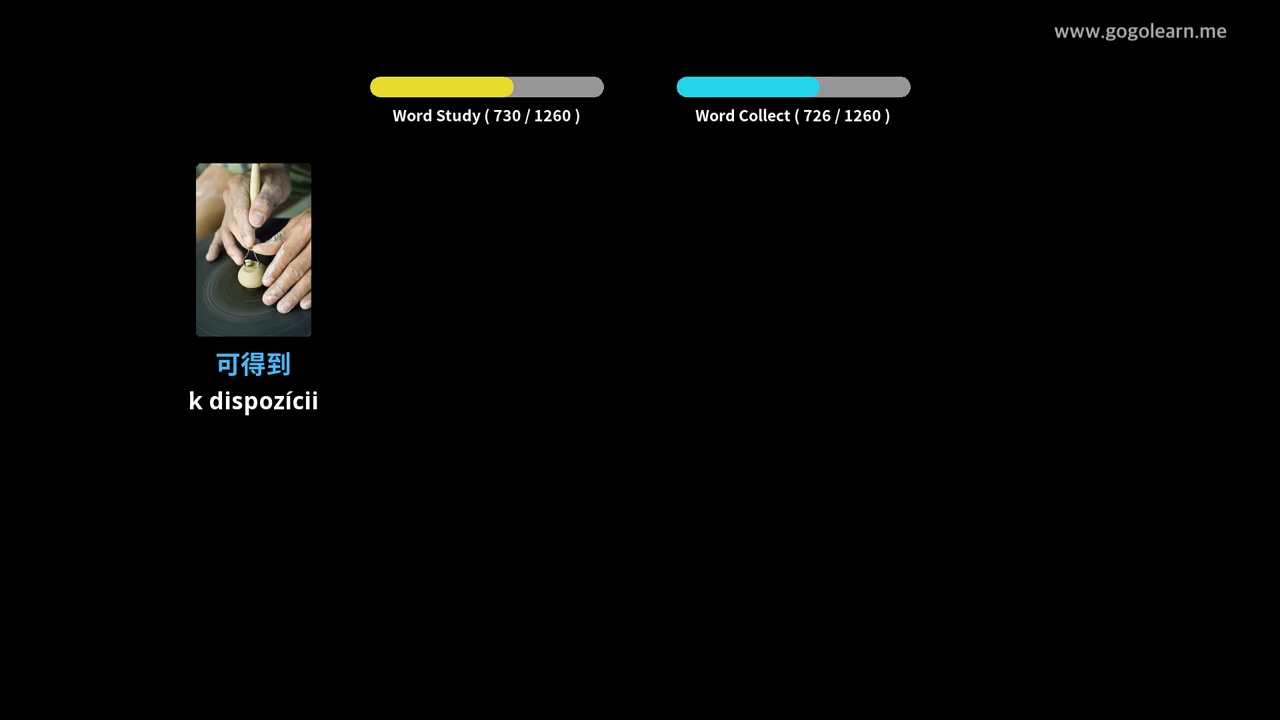 www.gogolearn.me
Word Study ( 730 / 1260 )
Word Collect ( 726 / 1260 )
可得到
k dispozícii